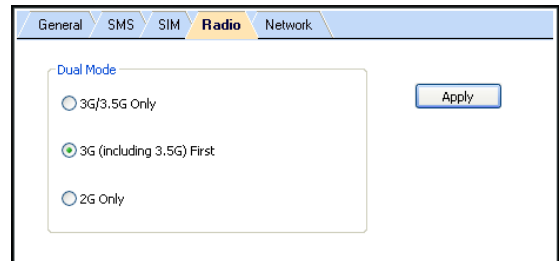 General SMS SIM Radio Network
Dual Mode
3G/3.5G Only
Apply
3G (including 3.5G) First
2G Only